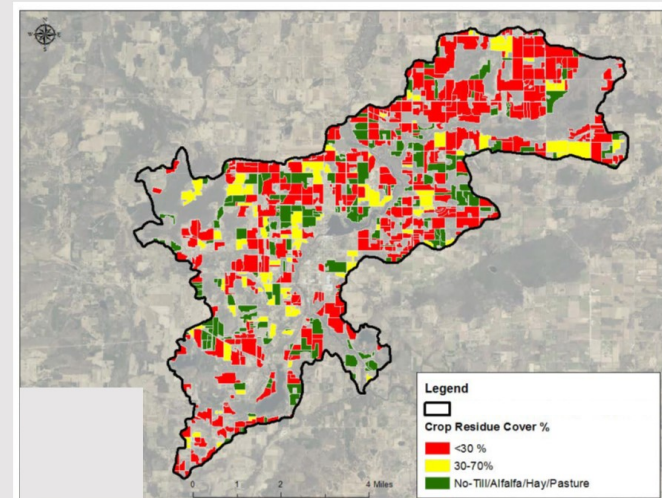 N
W
E
S
Legend
Crop Residue Cover %
<30 %
30-70%
No-Till/Alfalfa/Hay/Pasture
0 1 2 4 Miles